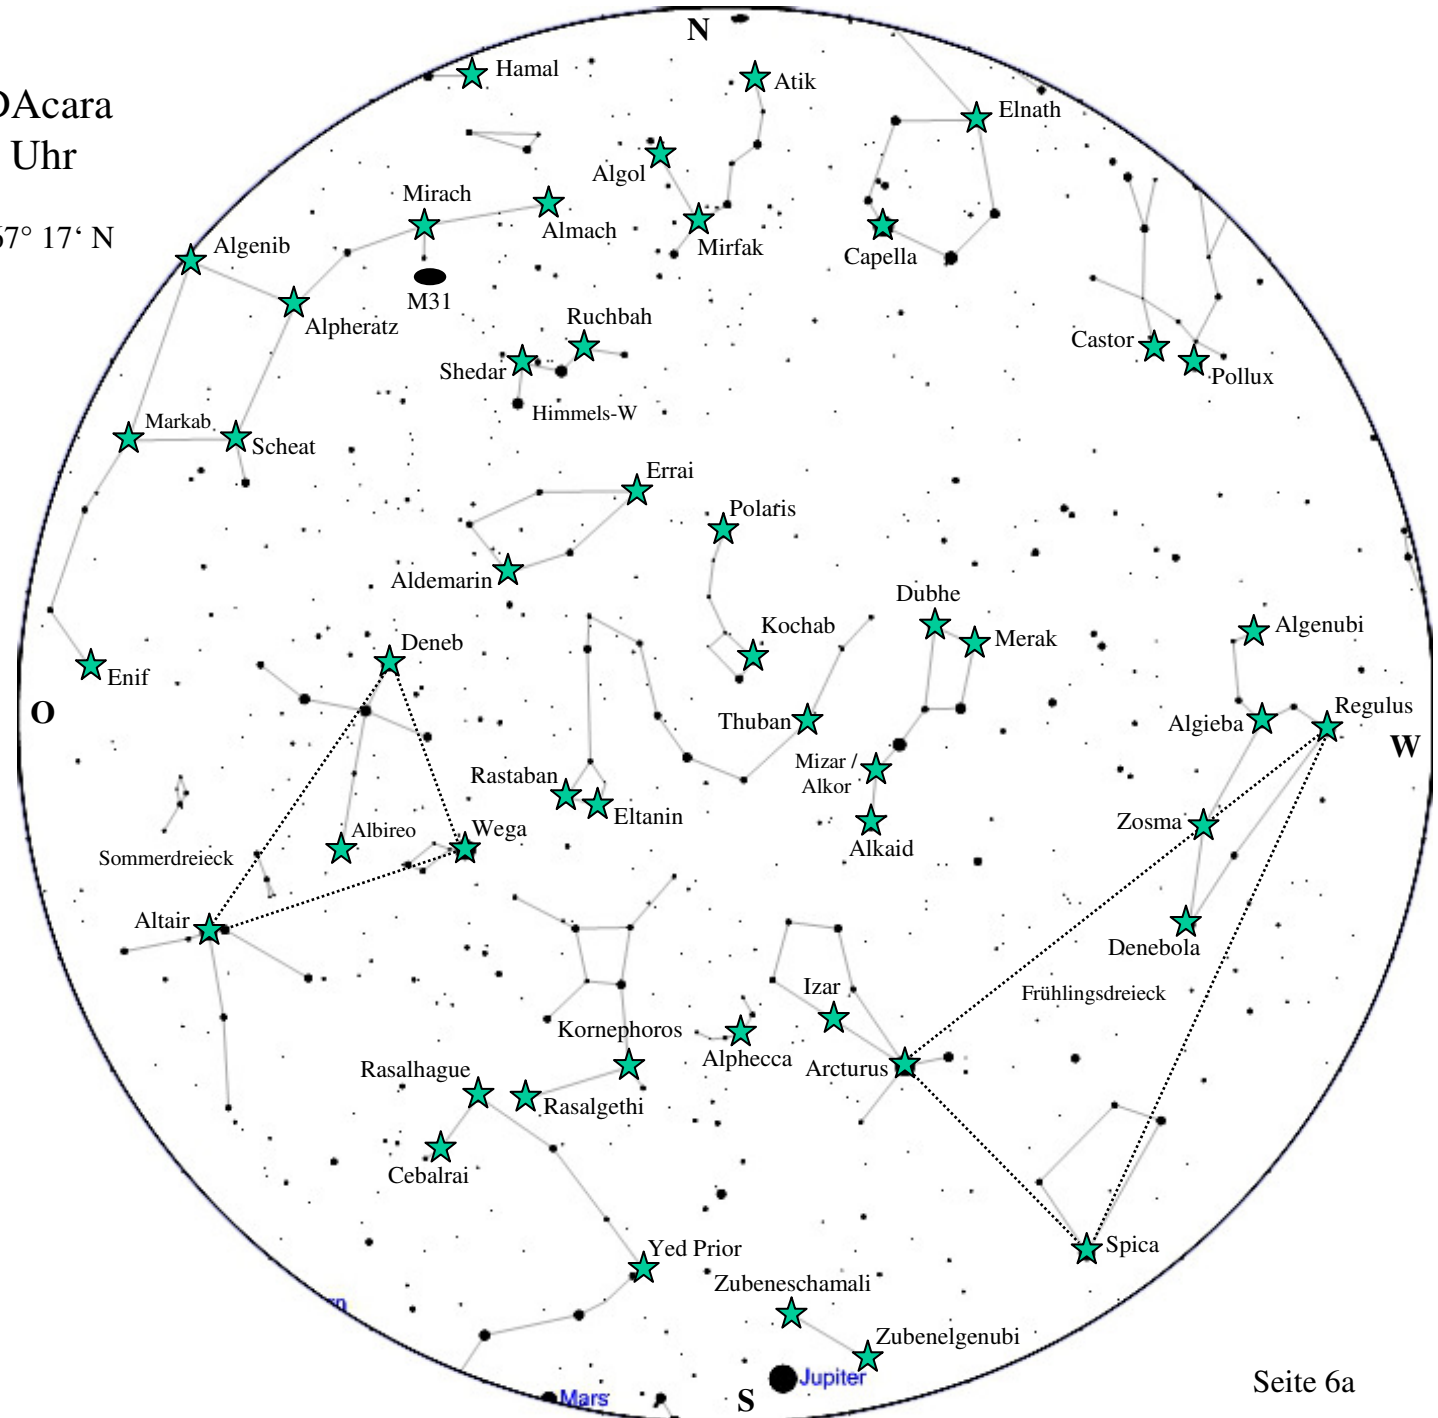 N
Hamal
Atik
DAcara
Elnath
Uhr
Algol
Mirach
Almach
Mirfak
Capella
57° 17‘ N
Algenib
M31
Alpheratz
Ruchbah
Castor
Shedar
Pollux
Himmels-W
Markab
Scheat
Errai
Polaris
Aldemarin
Dubhe
Kochab
Algenubi
Merak
Deneb
Enif
O
Thuban
Algieba
Regulus
W
Mizar /
Alkor
Rastaban
Eltanin
Zosma
Albireo
Wega
Alkaid
Sommerdreieck
Altair
Denebola
Izar
Frühlingsdreieck
Kornephoros
Alphecca
Arcturus
Rasalhague
Rasalgethi
Cebalrai
Yed Prior
Spica
Zubeneschamali
rn
Zubenelgenubi
Jupiter
Seite 6a
Mars
S